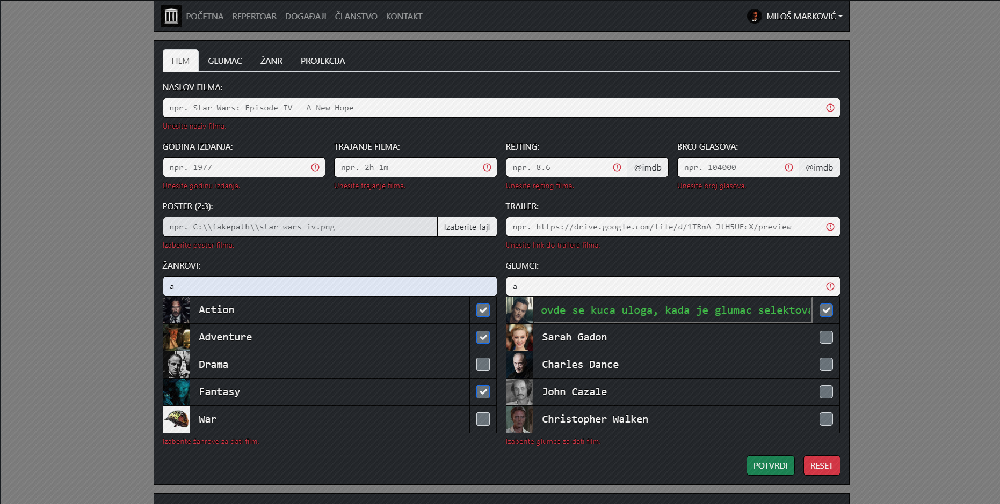 POČETNA REPERTOAR DOGAĐAJI ČLANSTVO KONTAKT MILOŠ MARKOVIĆ
FILM GLUMAC ŽANR PROJEKCIJA
NASLOV FILMA:
npr. Star Wars: Episode IV - A New Hope
Unesite naziv filma.
GODINA IZDANJA: TRAJANJE FILMA: REJTING: BROJ GLASOVA:
npr. 1977 npr. 2h 1m npr. 8.6 @imdb npr. 104000 @imdb
Unesite godinu izdanja. Unesite trajanje filma. Unesite rejting filma. Unesite broj glasova.
POSTER (2:3): TRAILER:
npr. C:\\fakepath\\star_wars_iv.png Izaberite fajl npr. https://drive.google.com/file/d/1TRmA_JtH5UEcX/preview
Izaberite poster filma. Unesite link do trailera filma.
ŽANROVI: GLUMCI:
a a
Action ovde se kuca uloga, kada je glumac selektova
Adventure Sarah Gadon
Drama Charles Dance
Fantasy John Cazale
War Christopher Walken
Izaberite žanrove za dati film. Izaberite glumce za dati film.
POTVRDI RESET